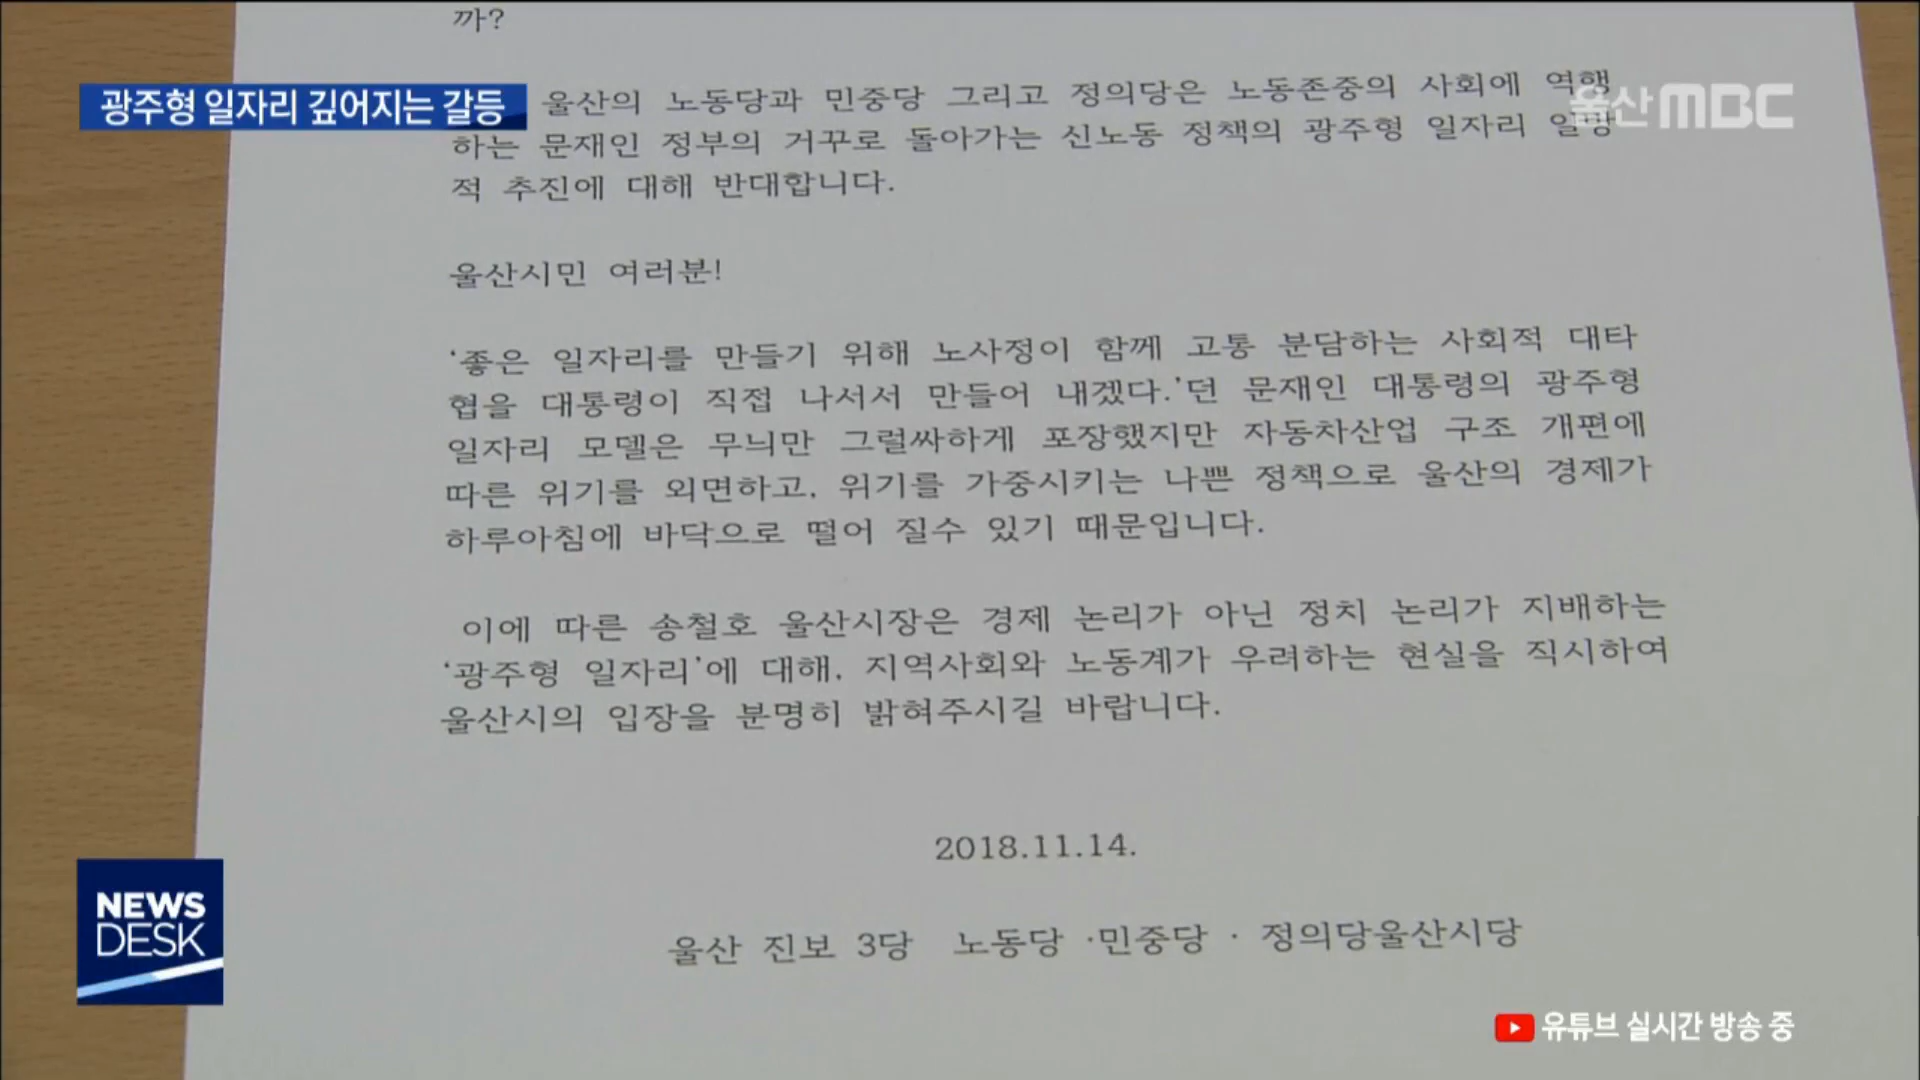 까?
광주형 일자리 깊어지는 갈등
울산MBC
울산의 노동당과 민중당 그리고 정의당은 노동존중의 사회에 역행
하는 문재인 정부의 거꾸로 돌아가는 신노동 정책의 광주형 일자리 일방
적 추진에 대해 반대합니다.
울산시민 여러분!
‘좋은 일자리를 만들기 위해 노사정이 함께 고통 분담하는 사회적 대타
협을 대통령이 직접 나서서 만들어 내겠다.’던 문재인 대통령의 광주형
일자리 모델은 무늬만 그럴싸하게 포장했지만 자동차산업 구조 개편에
따른 위기를 외면하고, 위기를 가중시키는 나쁜 정책으로 울산의 경제가
하루아침에 바닥으로 떨어 질수 있기 때문입니다.
이에 따른 송철호 울산시장은 경제 논리가 아닌 정치 논리가 지배하는
‘광주형 일자리’에 대해, 지역사회와 노동계가 우려하는 현실을 직시하여
울산시의 입장을 분명히 밝혀주시길 바랍니다.
2018.11.14.
울산 진보 3당 노동당 ·민중당 · 정의당울산시당
NEWS
DESK
유튜브 실시간 방송 중